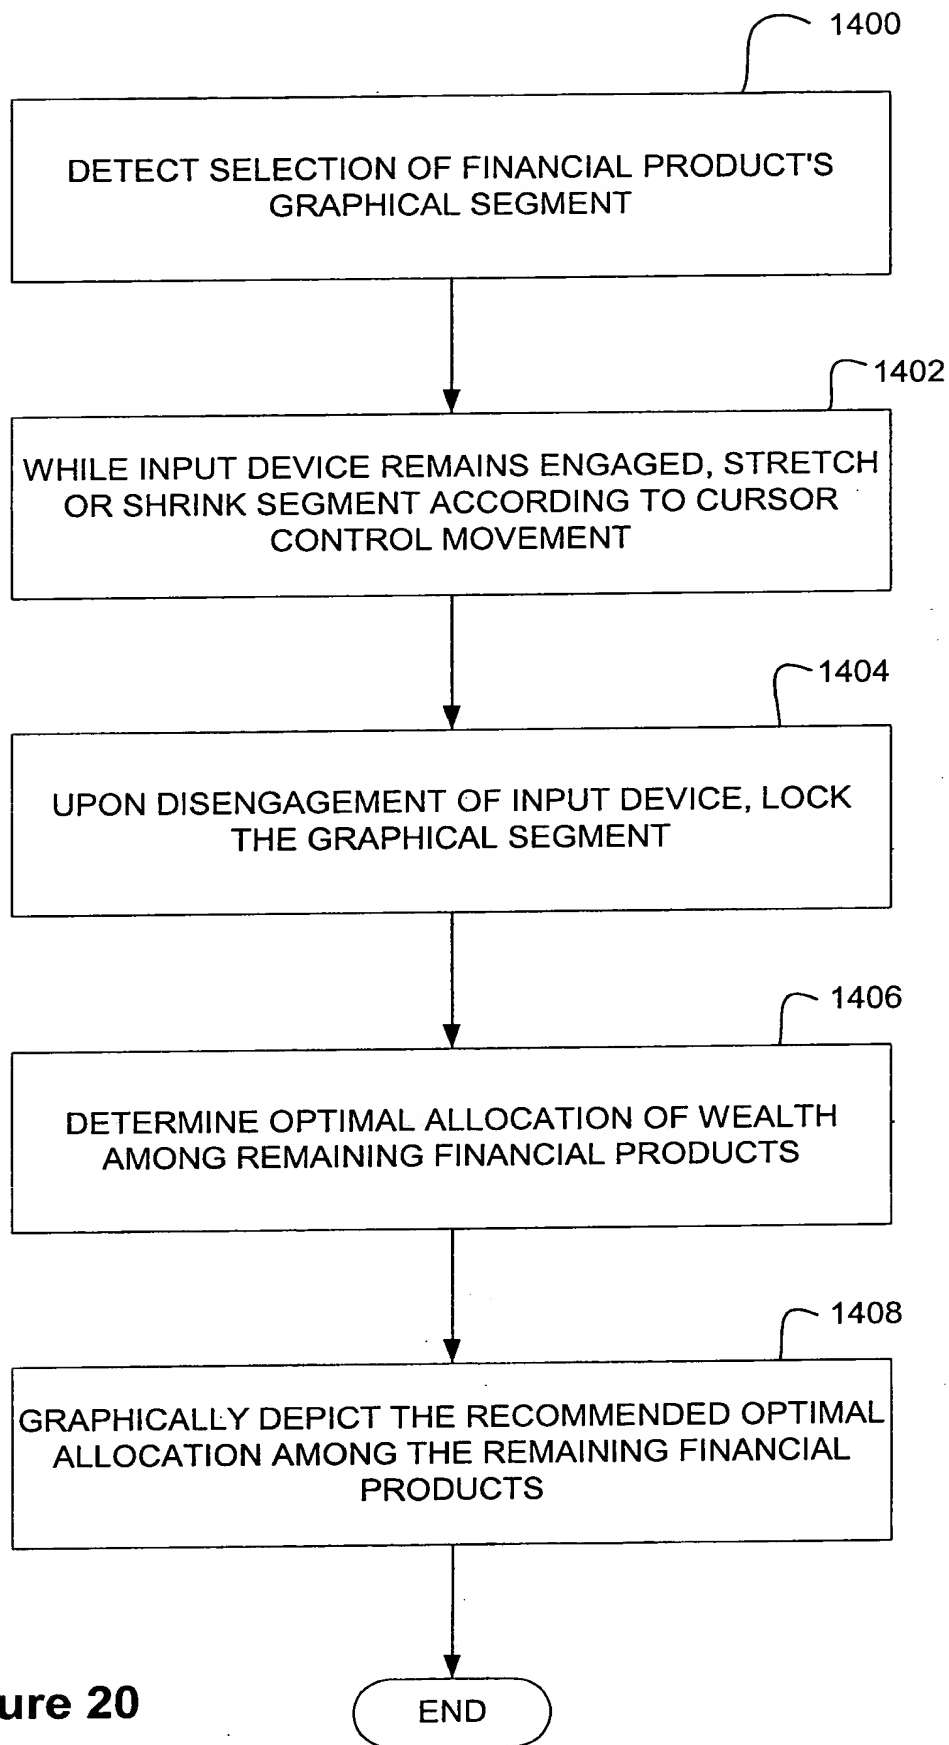 1400
DETECT SELECTION OF FINANCIAL PRODUCT'S
GRAPHICAL SEGMENT
1402
WHILE INPUT DEVICE REMAINS ENGAGED, STRETCH
OR SHRINK SEGMENT ACCORDING TO CURSOR
CONTROL MOVEMENT
1404
UPON DISENGAGEMENT OF INPUT DEVICE, LOCK
THE GRAPHICAL SEGMENT
1406
DETERMINE OPTIMAL ALLOCATION OF WEALTH
AMONG REMAINING FINANCIAL PRODUCTS
1408
GRAPHICALLY DEPICT THE RECOMMENDED OPTIMAL
ALLOCATION AMONG THE REMAINING FINANCIAL
PRODUCTS
END
ure 20